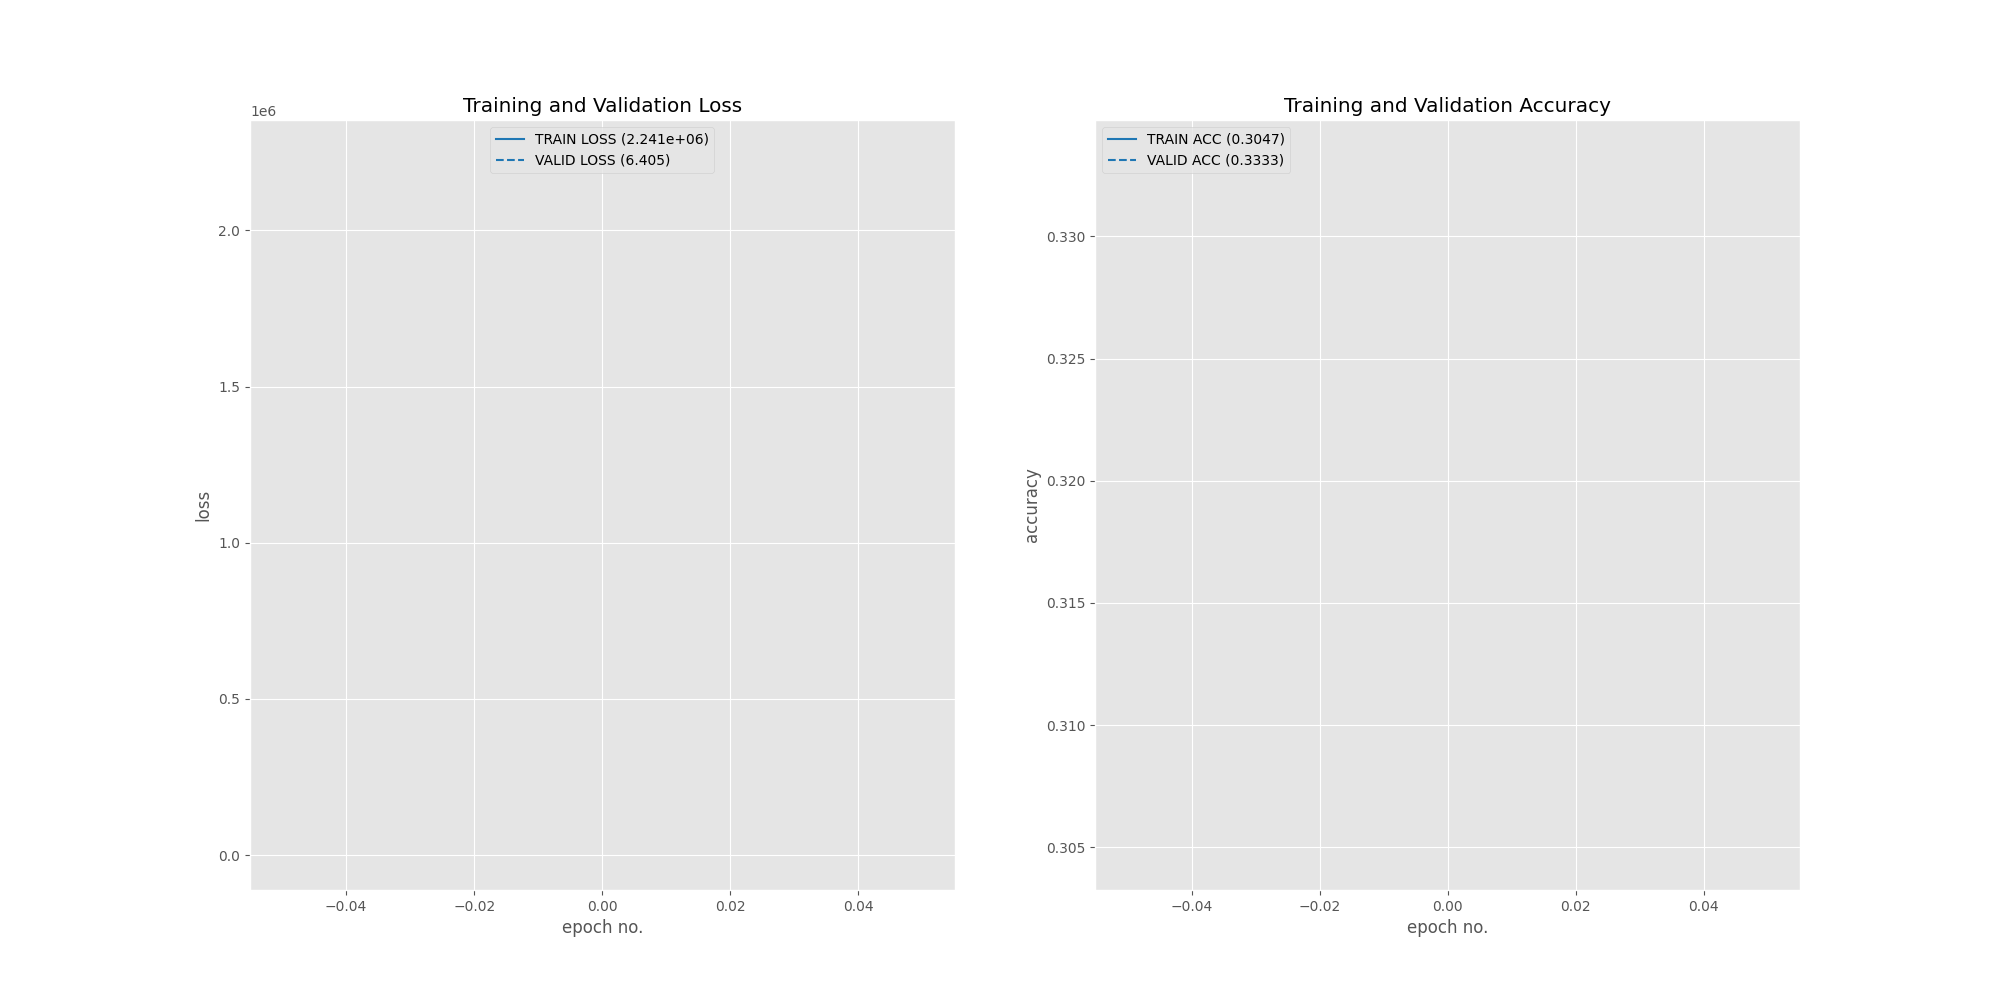 Training and Validation Loss
1e6
TRAIN LOSS (2.241e+06)
VALID LOSS (6.405)
2.0
1.5
1.0
0.5
0.0
loss
−0.04 −0.02 0.00 0.02 0.04
epoch no.
Training and Validation Accuracy
TRAIN ACC (0.3047)
VALID ACC (0.3333)
0.330
0.325
0.320
0.315
0.310
0.305
accuracy
−0.04 −0.02 0.00 0.02 0.04
epoch no.